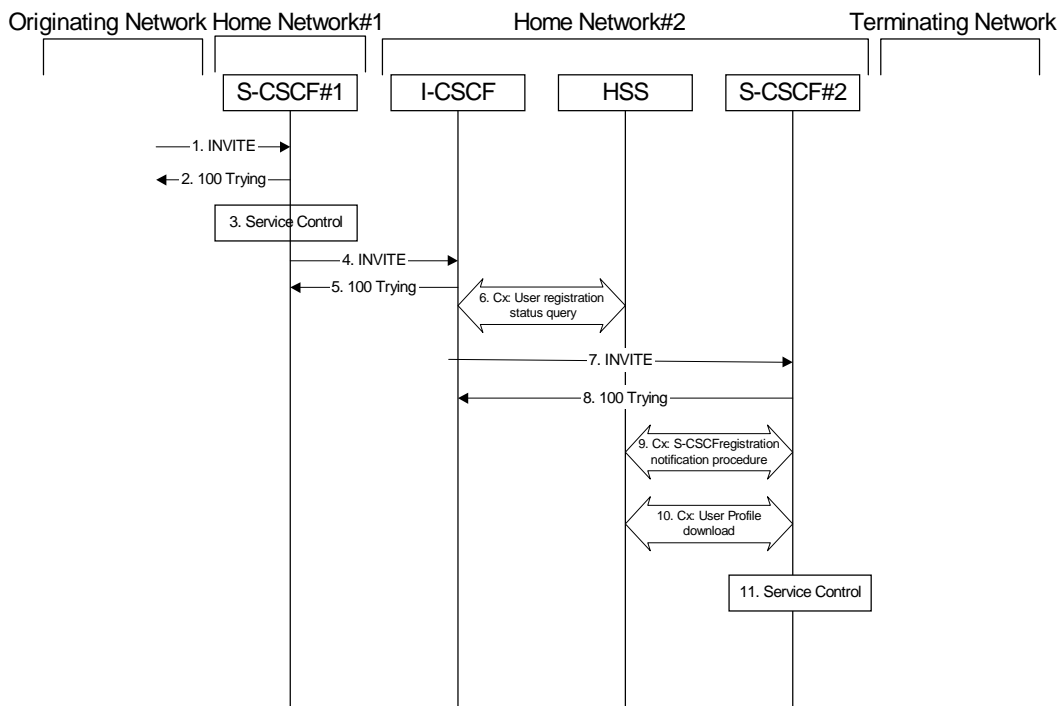 Originating Network
Home Network#1
Home Network#2
Terminating Network
S-CSCF#1
I-CSCF
HSS
S-CSCF#2
1. INVITE
2. 100 Trying
3. Service Control
4. INVITE
5. 100 Trying
6. Cx: User registration
status query
7. INVITE
8. 100 Trying
9. Cx: S-CSCFregistration
notification procedure
10. Cx: User Profile
download
11. Service Control